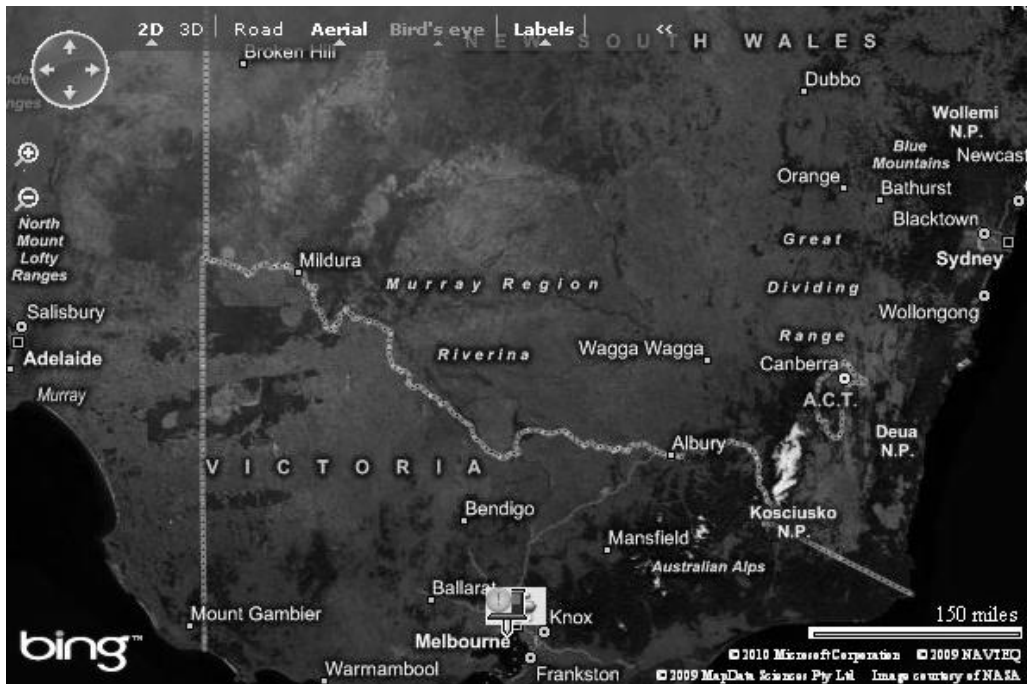 2D 3D Road Aerial Bird's eye Labels <<
NEW SOUTH WALES
Broken Hill
Dubbo
Wollemi
N.P.
Blue
Mountains
Newcast
Orange
Bathurst
Blacktown
North
Mount
Lofty
Ranges
Great
Sydney
Mildura
Murray Region
Dividing
Salisbury
Wollongong
Range
Adelaide
Riverina
Wagga Wagga
Canberra
Murray
A.C.T.
Deua
N.P.
Albury
VICTORIA
Bendigo
Kosciusko
N.P.
Mansfield
Australian Alps
Ballarat
Mount Gambier
Knox
150 miles
Melbourne
bing™
Warrnambool
Frankston
© 2010 Microsoft Corporation © 2009 NAVTEQ
© 2009 MapData Sciences Pty Ltd Image courtesy of NASA